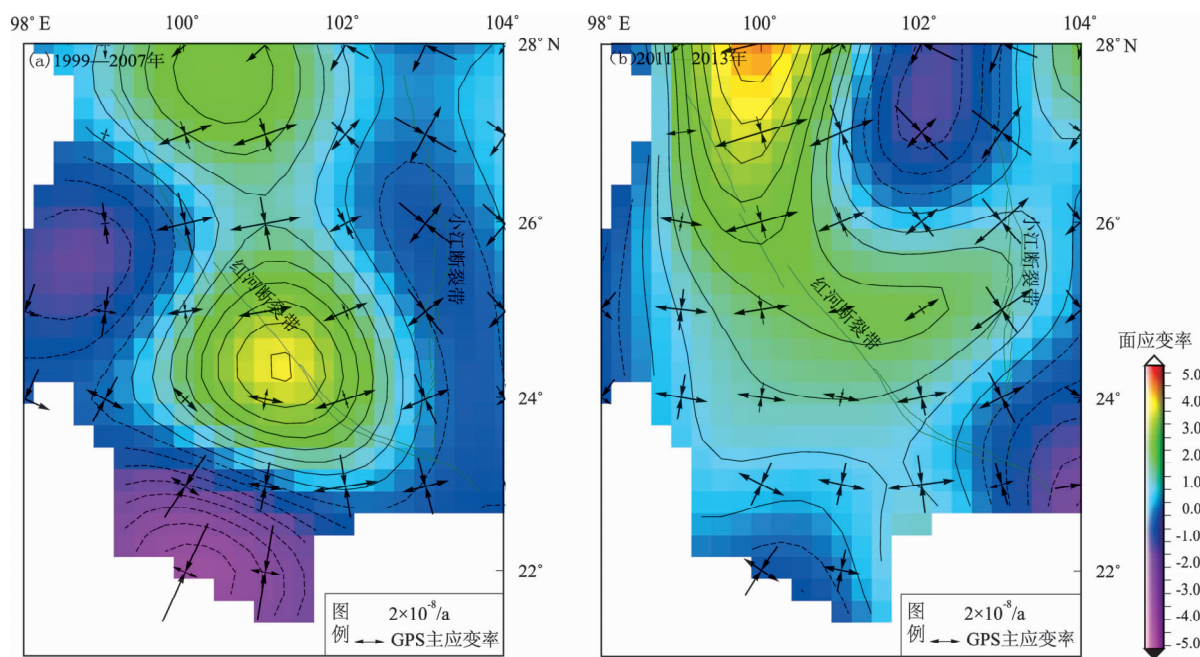 98° E 100° 102° 104°
(a)1999—2007年
28° N
26°
24°
22°
红河断裂带
小江断裂带
图例
2×10⁻⁸/a
GPS主应变率
98° E 100° 102° 104°
(b)2011—2013年
28° N
26°
24°
22°
红河断裂带
小江断裂带
图例
2×10⁻⁸/a
GPS主应变率
面应变率
5.0
4.0
3.0
2.0
1.0
0.0
-1.0
-2.0
-3.0
-4.0
-5.0